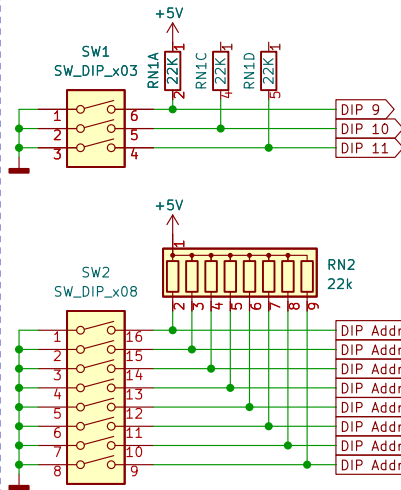 +5V
SW1
SW_DIP_x03
RN1A
22K
1
2
RN1C
22K
1
4
RN1D
22K
1
5
1
2
3
6
5
4
DIP 9
DIP 10
DIP 11
+5V
1
RN2
22k
2 3 4 5 6 7 8 9
SW2
SW_DIP_x08
1 16 DIP Addr
2 15 DIP Addr
3 14 DIP Addr
4 13 DIP Addr
5 12 DIP Addr
6 11 DIP Addr
7 10 DIP Addr
8 9 DIP Addr